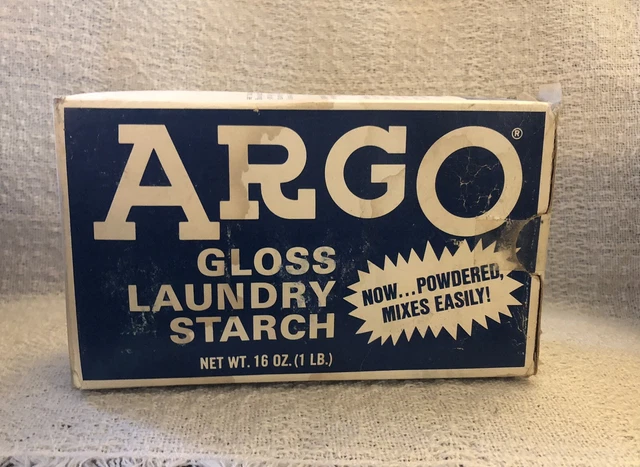 ARGO®
GLOSS
LAUNDRY
STARCH
NOW...POWDERED,
MIXES EASILY!
NET WT. 16 OZ. (1 LB.)